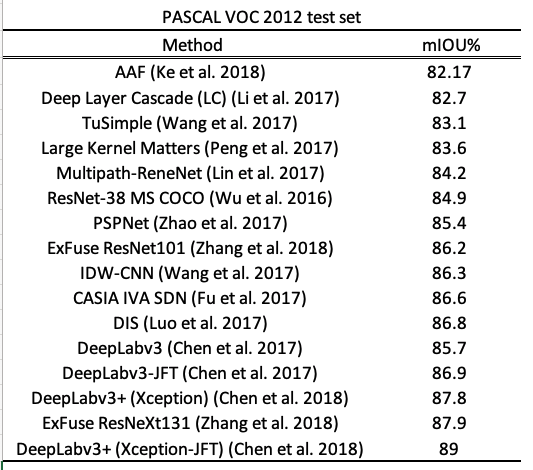 PASCAL VOC 2012 test set
Method mIOU%
AAF (Ke et al. 2018) 82.17
Deep Layer Cascade (LC) (Li et al. 2017) 82.7
TuSimple (Wang et al. 2017) 83.1
Large Kernel Matters (Peng et al. 2017) 83.6
Multipath-ReneNet (Lin et al. 2017) 84.2
ResNet-38 MS COCO (Wu et al. 2016) 84.9
PSPNet (Zhao et al. 2017) 85.4
ExFuse ResNet101 (Zhang et al. 2018) 86.2
IDW-CNN (Wang et al. 2017) 86.3
CASIA IVA SDN (Fu et al. 2017) 86.6
DIS (Luo et al. 2017) 86.8
DeepLabv3 (Chen et al. 2017) 85.7
DeepLabv3-JFT (Chen et al. 2017) 86.9
DeepLabv3+ (Xception) (Chen et al. 2018) 87.8
ExFuse ResNeXt131 (Zhang et al. 2018) 87.9
DeepLabv3+ (Xception-JFT) (Chen et al. 2018) 89